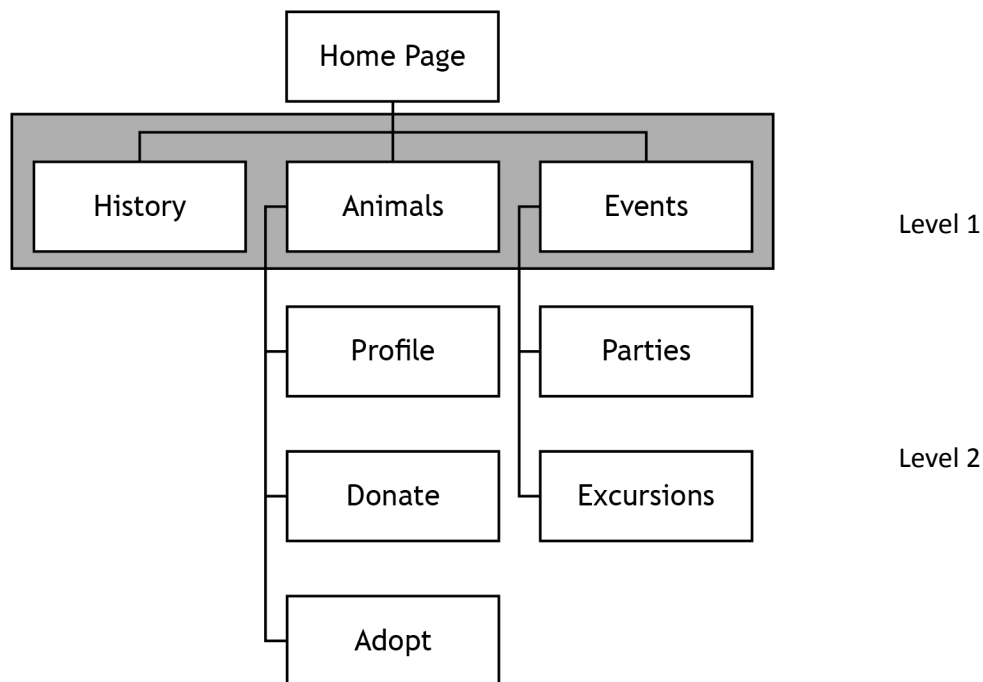 Home Page
History
Animals
Events
Level 1
Profile
Parties
Level 2
Donate
Excursions
Adopt